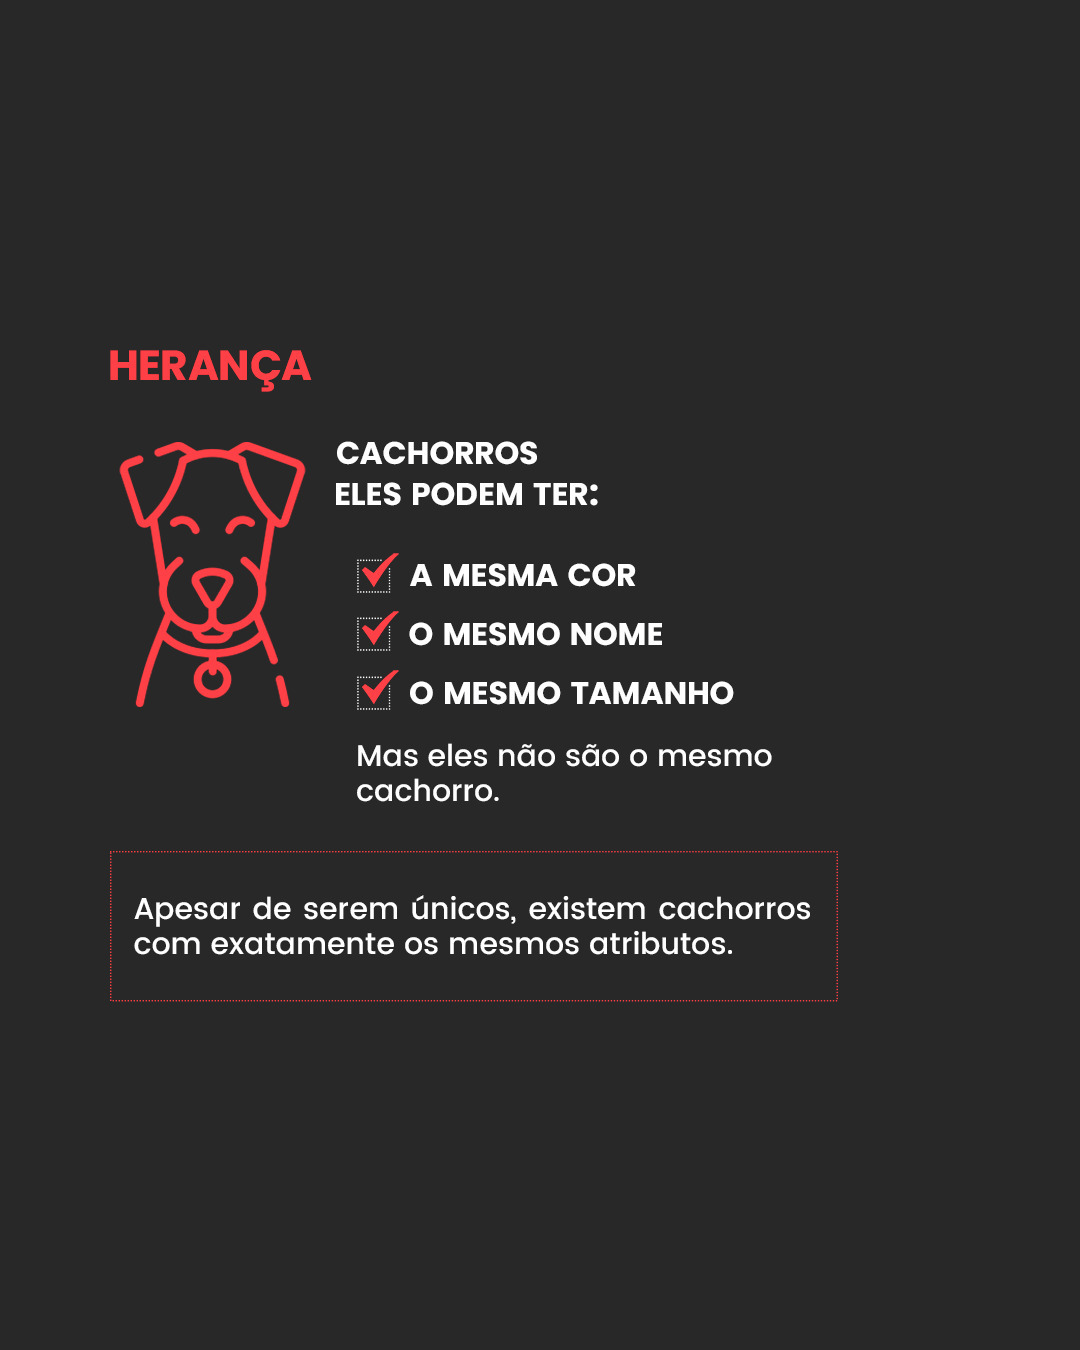 HERANÇA
CACHORROS
ELES PODEM TER:
A MESMA COR
O MESMO NOME
O MESMO TAMANHO
Mas eles não são o mesmo
cachorro.
Apesar de serem únicos, existem cachorros
com exatamente os mesmos atributos.